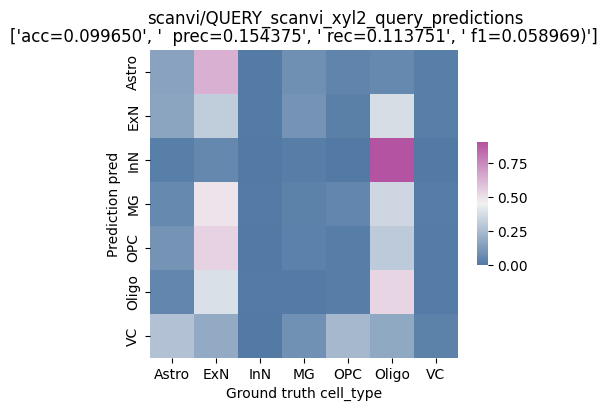 scanvi/QUERY_scanvi_xyl2_query_predictions
['acc=0.099650', '  prec=0.154375', ' rec=0.113751', ' f1=0.058969)']
Prediction pred
Astro
ExN
InN
MG
OPC
Oligo
VC
0.75
0.50
0.25
0.00
Astro ExN InN MG OPC Oligo VC
Ground truth cell_type